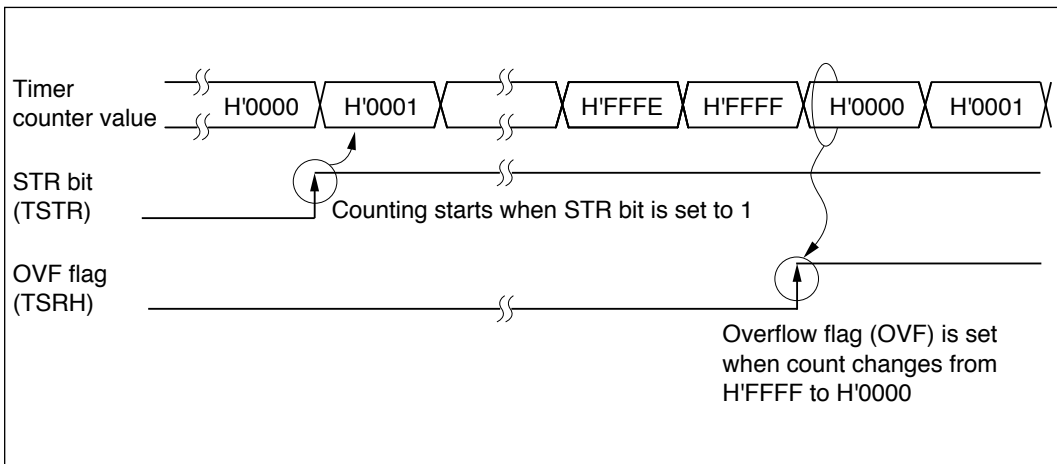 Timer
counter value
H'0000 H'0001 H'FFFE H'FFFF H'0000 H'0001
STR bit
(TSTR)
Counting starts when STR bit is set to 1
OVF flag
(TSRH)
Overflow flag (OVF) is set
when count changes from
H'FFFF to H'0000